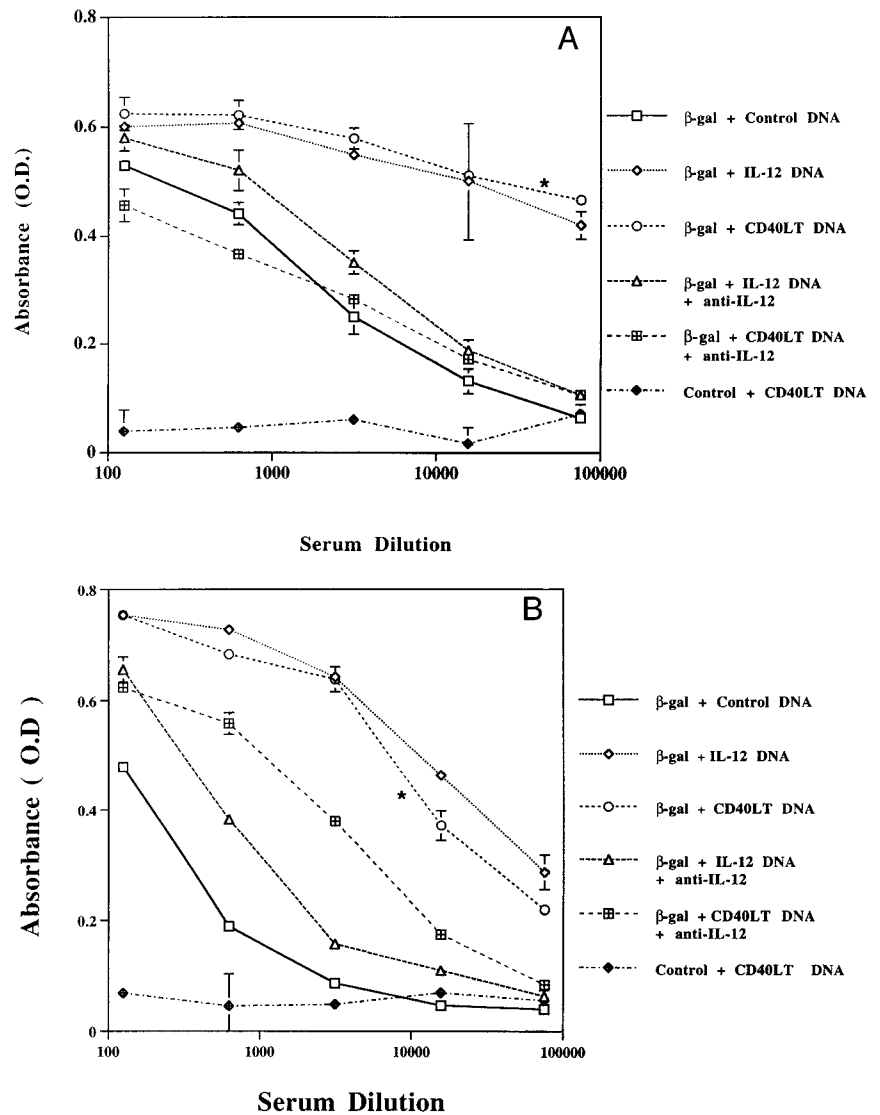 A
0.8
0.6
0.4
0.2
0
Absorbance (O.D.)
*
100
1000
10000
100000
Serum Dilution
β-gal + Control DNA
β-gal + IL-12 DNA
β-gal + CD40LT DNA
β-gal + IL-12 DNA
+ anti-IL-12
β-gal + CD40LT DNA
+ anti-IL-12
Control + CD40LT DNA
B
0.8
0.6
0.4
0.2
0
Absorbance ( O.D )
*
100
1000
10000
100000
Serum Dilution
β-gal + Control DNA
β-gal + IL-12 DNA
β-gal + CD40LT DNA
β-gal + IL-12 DNA
+ anti-IL-12
β-gal + CD40LT DNA
+ anti-IL-12
Control + CD40LT DNA